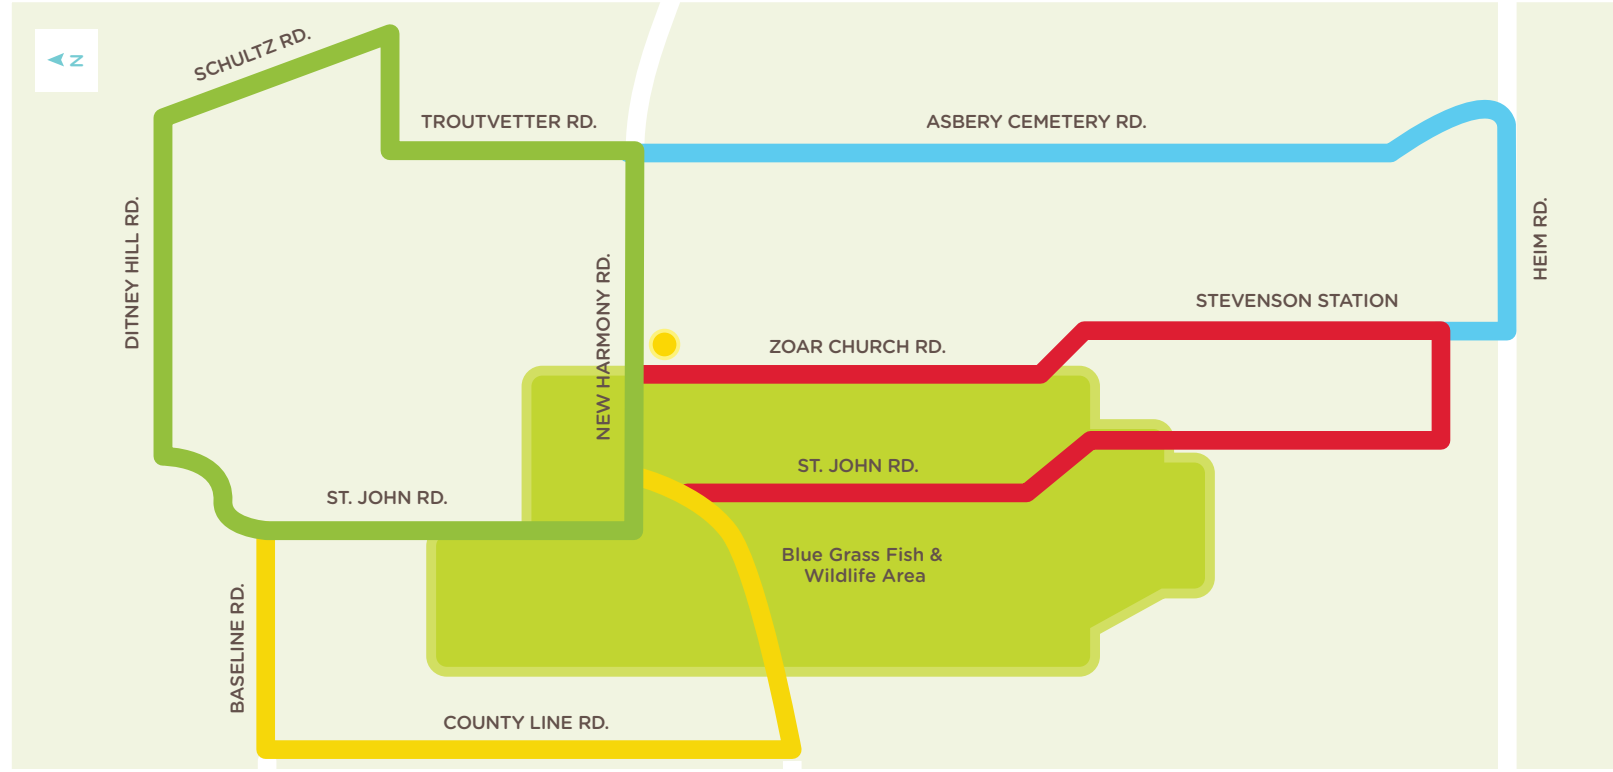 N
SCHULTZ RD.
TROUTVETTER RD.
ASBERY CEMETERY RD.
DITNEY HILL RD.
HEIM RD.
NEW HARMONY RD.
STEVENSON STATION
ZOAR CHURCH RD.
ST. JOHN RD.
ST. JOHN RD.
Blue Grass Fish &
Wildlife Area
BASELINE RD.
COUNTY LINE RD.